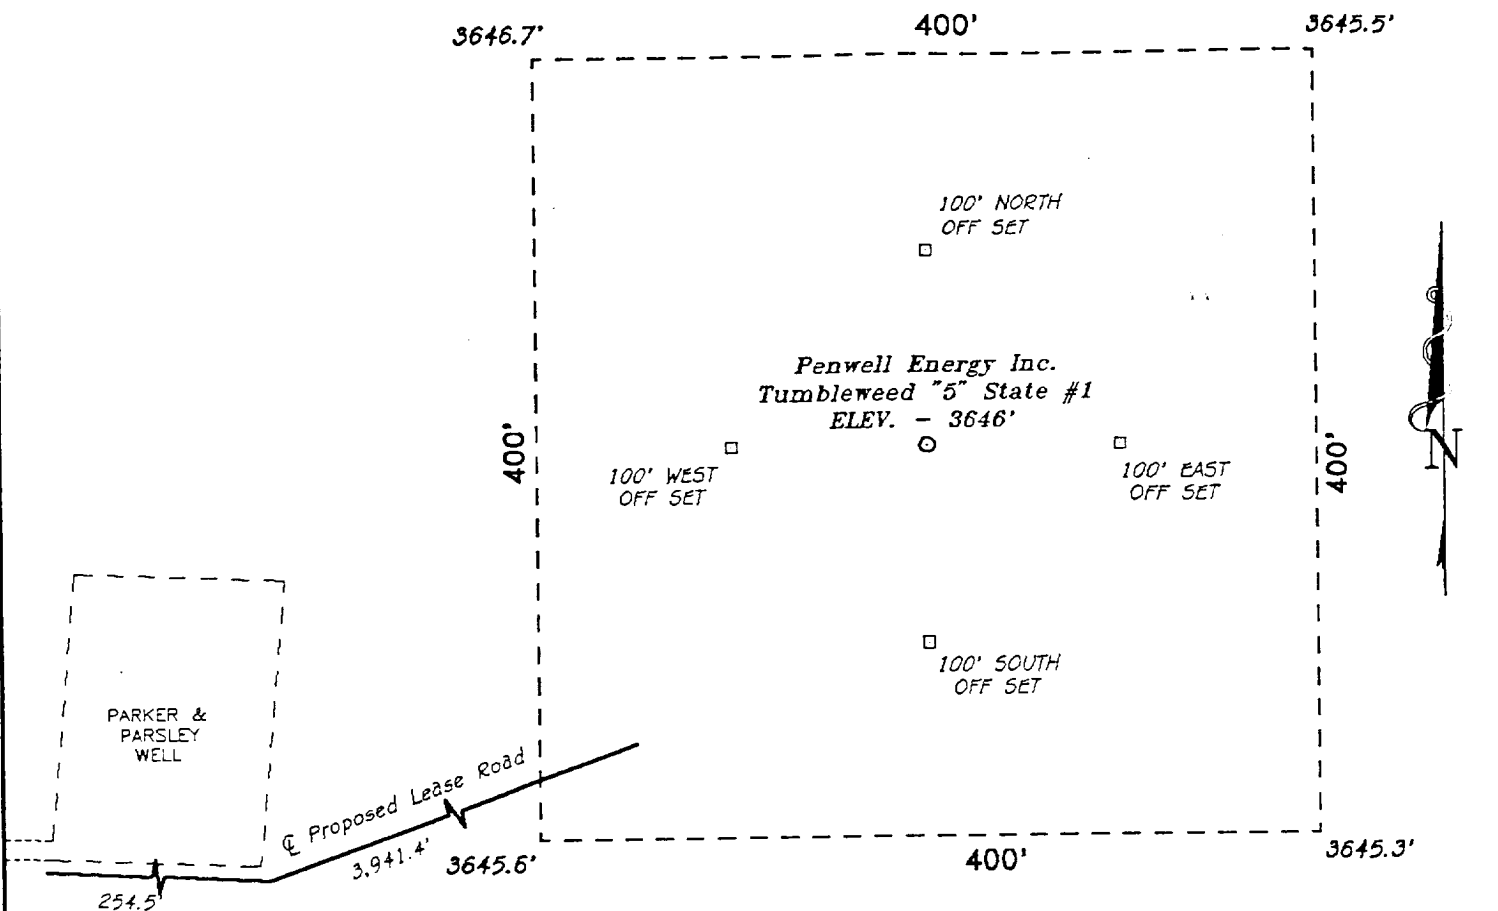 3646.7'
400'
3645.5'
100' NORTH
OFF SET
Penwell Energy Inc.
Tumbleweed "5" State #1
ELEV. - 3646'
400'
100' WEST
OFF SET
100' EAST
OFF SET
400'
N
100' SOUTH
OFF SET
PARKER &
PARSLEY
WELL
℄ Proposed Lease Road
3,941.4'
254.5'
3645.6'
400'
3645.3'